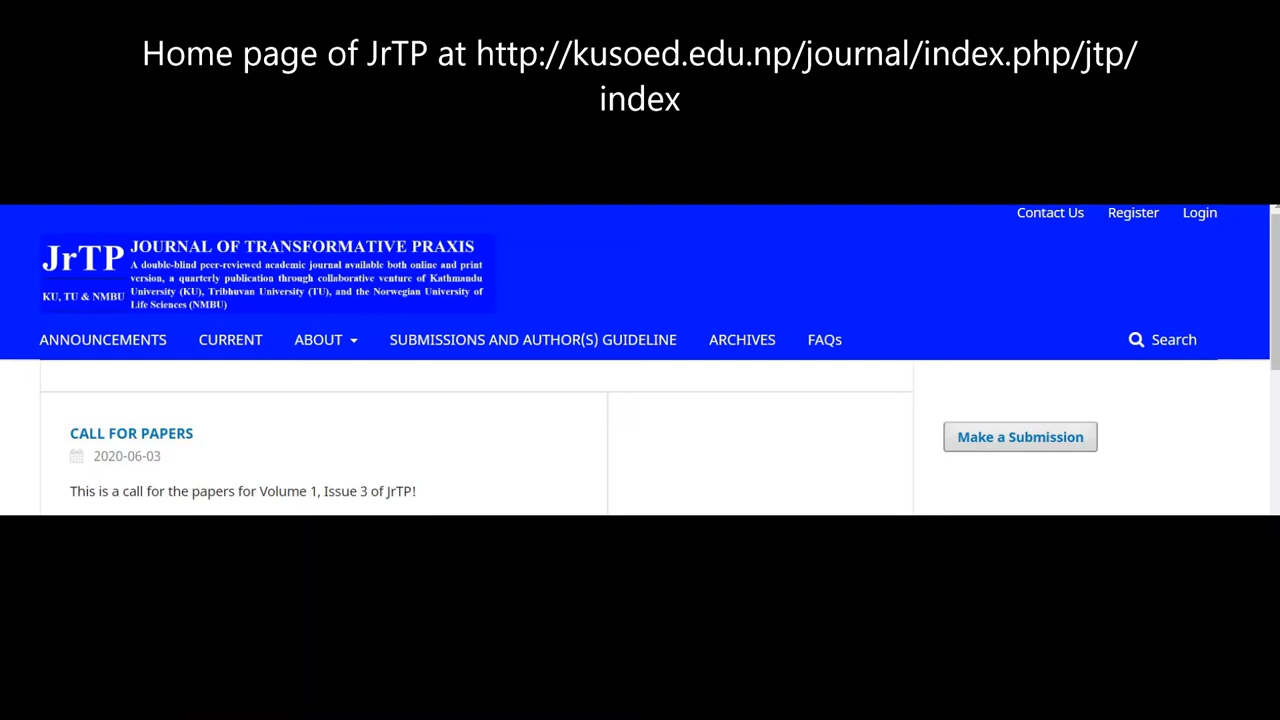 Home page of JrTP at http://kusoed.edu.np/journal/index.php/jtp/
index
Contact Us Register Login
JrTP JOURNAL OF TRANSFORMATIVE PRAXIS
A double-blind peer-reviewed academic journal available both online and print
version, a quarterly publication through collaborative venture of Kathmandu
KU, TU & NMBU University (KU), Tribhuvan University (TU), and the Norwegian University of
Life Sciences (NMBU)
ANNOUNCEMENTS CURRENT ABOUT SUBMISSIONS AND AUTHOR(S) GUIDELINE ARCHIVES FAQs Search
CALL FOR PAPERS
Make a Submission
2020-06-03
This is a call for the papers for Volume 1, Issue 3 of JrTP!